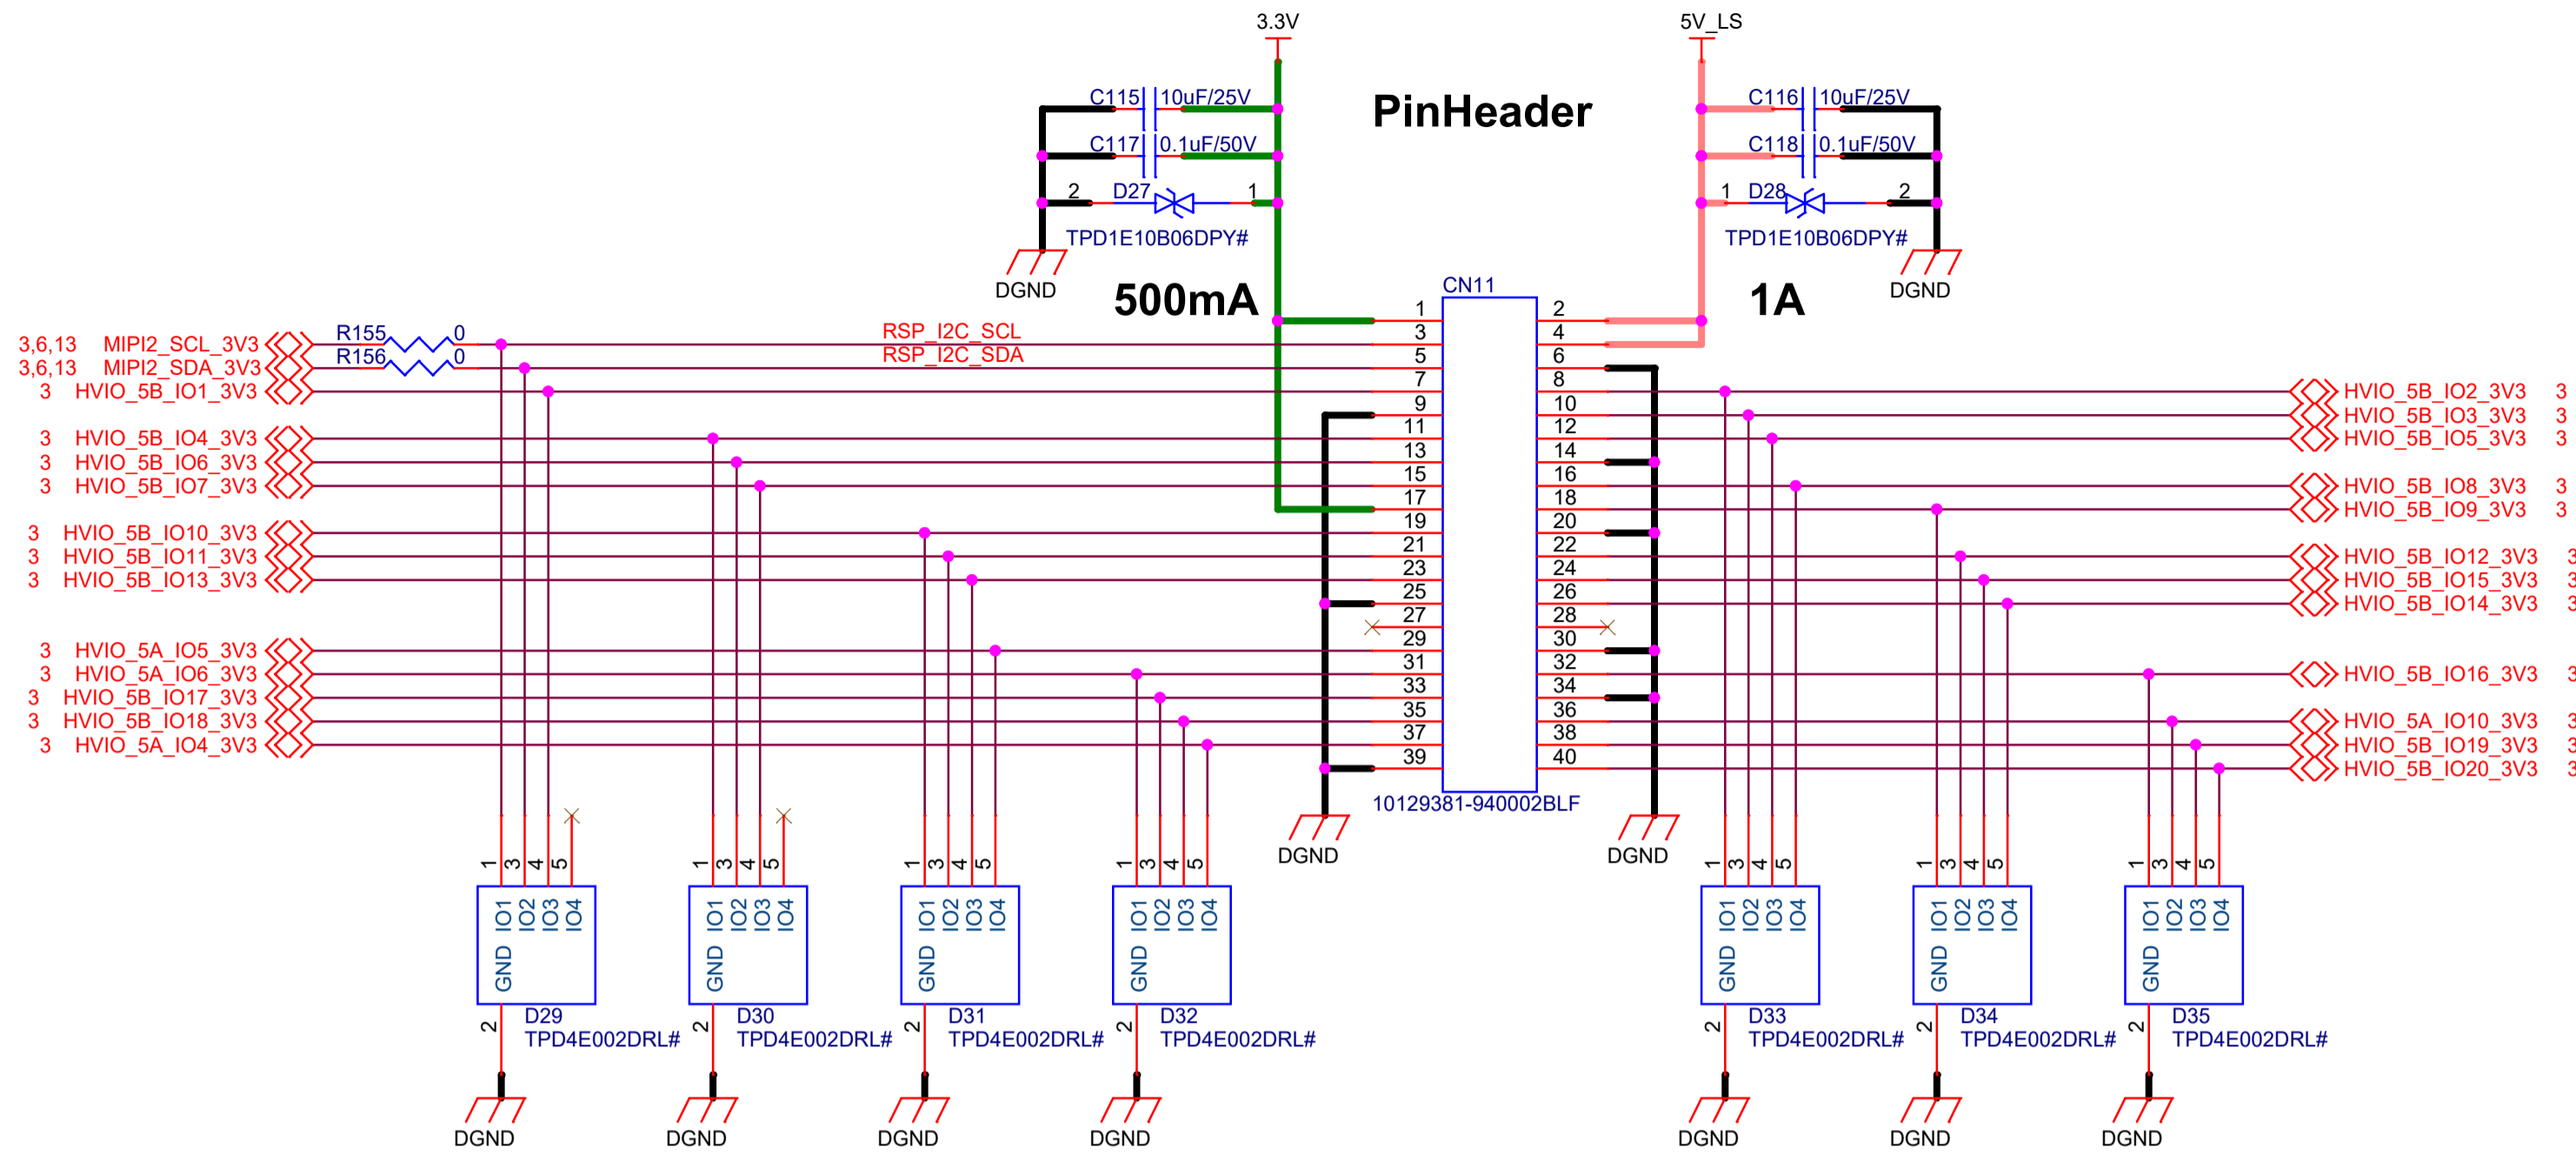 3.3V
5V_LS
C115 10uF/25V
PinHeader
C116 10uF/25V
C117 0.1uF/50V
C118 0.1uF/50V
2 D27 1
1 D28 2
TPD1E10B06DPY#
TPD1E10B06DPY#
DGND
500mA
CN11
1A
DGND
1 2
3,6,13 MIPI2_SCL_3V3 R155 0 RSP_I2C_SCL 3 4
3,6,13 MIPI2_SDA_3V3 R156 0 RSP_I2C_SDA 5 6
3 HVIO_5B_IO1_3V3 7 8 HVIO_5B_IO2_3V3 3
9 10 HVIO_5B_IO3_3V3 3
3 HVIO_5B_IO4_3V3 11 12 HVIO_5B_IO5_3V3 3
3 HVIO_5B_IO6_3V3 13 14
3 HVIO_5B_IO7_3V3 15 16 HVIO_5B_IO8_3V3 3
17 18 HVIO_5B_IO9_3V3 3
3 HVIO_5B_IO10_3V3 19 20
3 HVIO_5B_IO11_3V3 21 22 HVIO_5B_IO12_3V3 3
3 HVIO_5B_IO13_3V3 23 24 HVIO_5B_IO15_3V3 3
25 26 HVIO_5B_IO14_3V3 3
27 28
3 HVIO_5A_IO5_3V3 29 30
3 HVIO_5A_IO6_3V3 31 32 HVIO_5B_IO16_3V3 3
3 HVIO_5B_IO17_3V3 33 34
3 HVIO_5B_IO18_3V3 35 36 HVIO_5A_IO10_3V3 3
3 HVIO_5A_IO4_3V3 37 38 HVIO_5B_IO19_3V3 3
39 40 HVIO_5B_IO20_3V3 3
10129381-940002BLF
DGND
DGND
1 3 4 5
IO1 IO2 IO3 IO4
GND
2
D29
TPD4E002DRL#
DGND
1 3 4 5
IO1 IO2 IO3 IO4
GND
2
D30
TPD4E002DRL#
DGND
1 3 4 5
IO1 IO2 IO3 IO4
GND
2
D31
TPD4E002DRL#
DGND
1 3 4 5
IO1 IO2 IO3 IO4
GND
2
D32
TPD4E002DRL#
DGND
1 3 4 5
IO1 IO2 IO3 IO4
GND
2
D33
TPD4E002DRL#
DGND
1 3 4 5
IO1 IO2 IO3 IO4
GND
2
D34
TPD4E002DRL#
DGND
1 3 4 5
IO1 IO2 IO3 IO4
GND
2
D35
TPD4E002DRL#
DGND